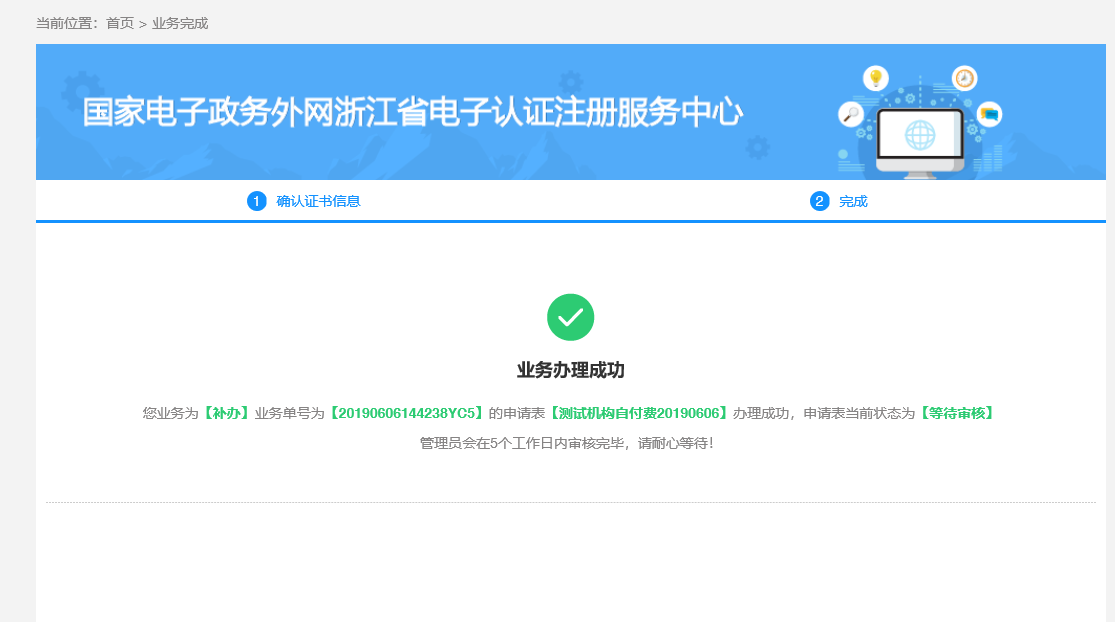 当前位置：首页 > 业务完成
国家电子政务外网浙江省电子认证注册服务中心
1 确认证书信息
2 完成
业务办理成功
您业务为【补办】业务单号为【20190606144238YC5】的申请表【测试机构自付费20190606】办理成功，申请表当前状态为【等待审核】
管理员会在5个工作日内审核完毕，请耐心等待！